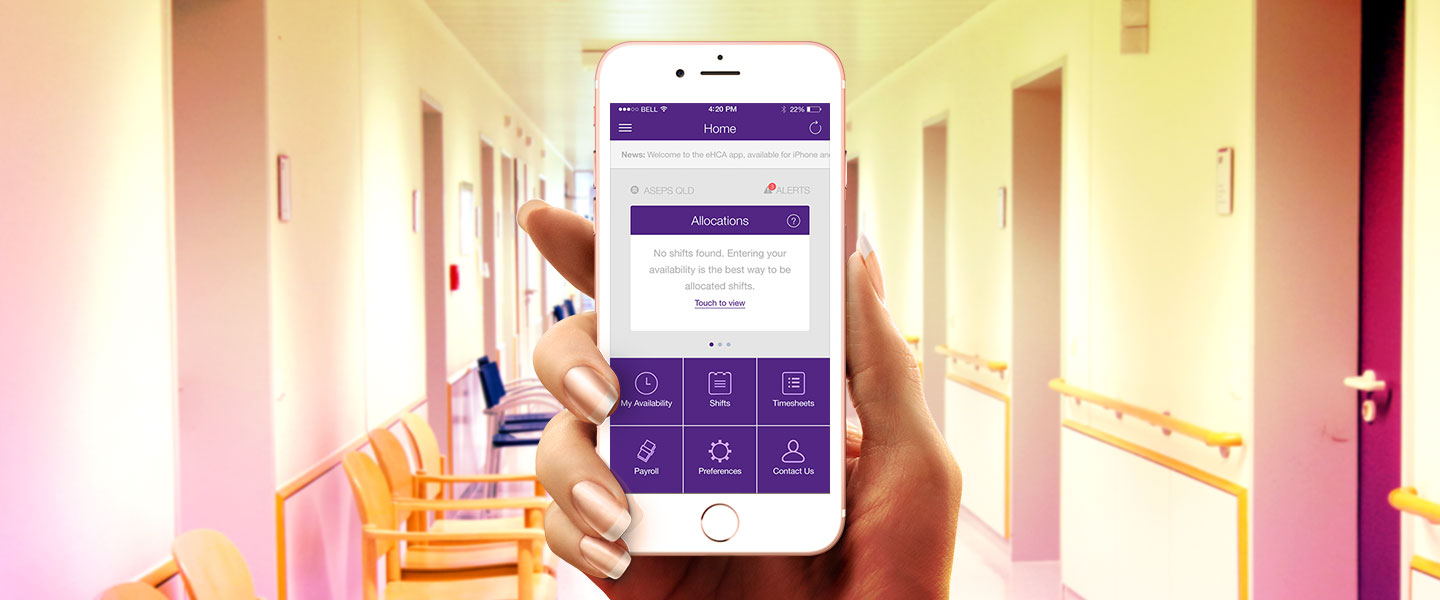 BELL 4:20 PM 22%
Home
News: Welcome to the eHCA app, available for iPhone and
ASEPS QLD 3 ALERTS
Allocations ?
No shifts found. Entering your
availability is the best way to be
allocated shifts.
Touch to view
My Availability Shifts Timesheets
Payroll Preferences Contact Us